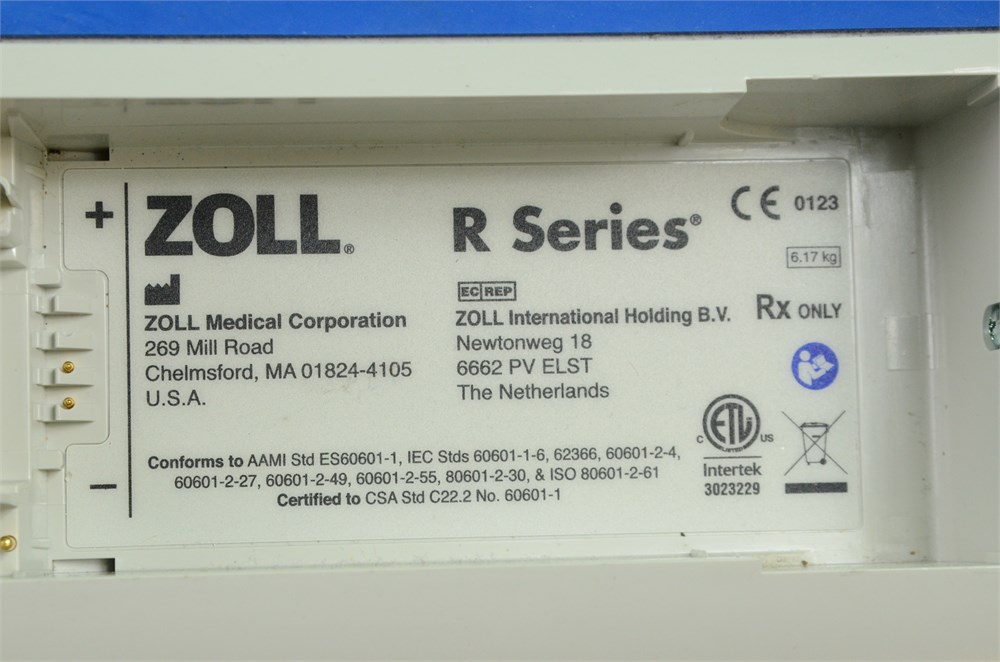 +
ZOLL®
ZOLL Medical Corporation
269 Mill Road
Chelmsford, MA 01824-4105
U.S.A.
R Series®
EC REP
ZOLL International Holding B.V.
Newtonweg 18
6662 PV ELST
The Netherlands
CE 0123
6.17 kg
Rx ONLY
C ETL US
Intertek
3023229
Conforms to AAMI Std ES60601-1, IEC Stds 60601-1-6, 62366, 60601-2-4,
60601-2-27, 60601-2-49, 60601-2-55, 80601-2-30, & ISO 80601-2-61
Certified to CSA Std C22.2 No. 60601-1
−